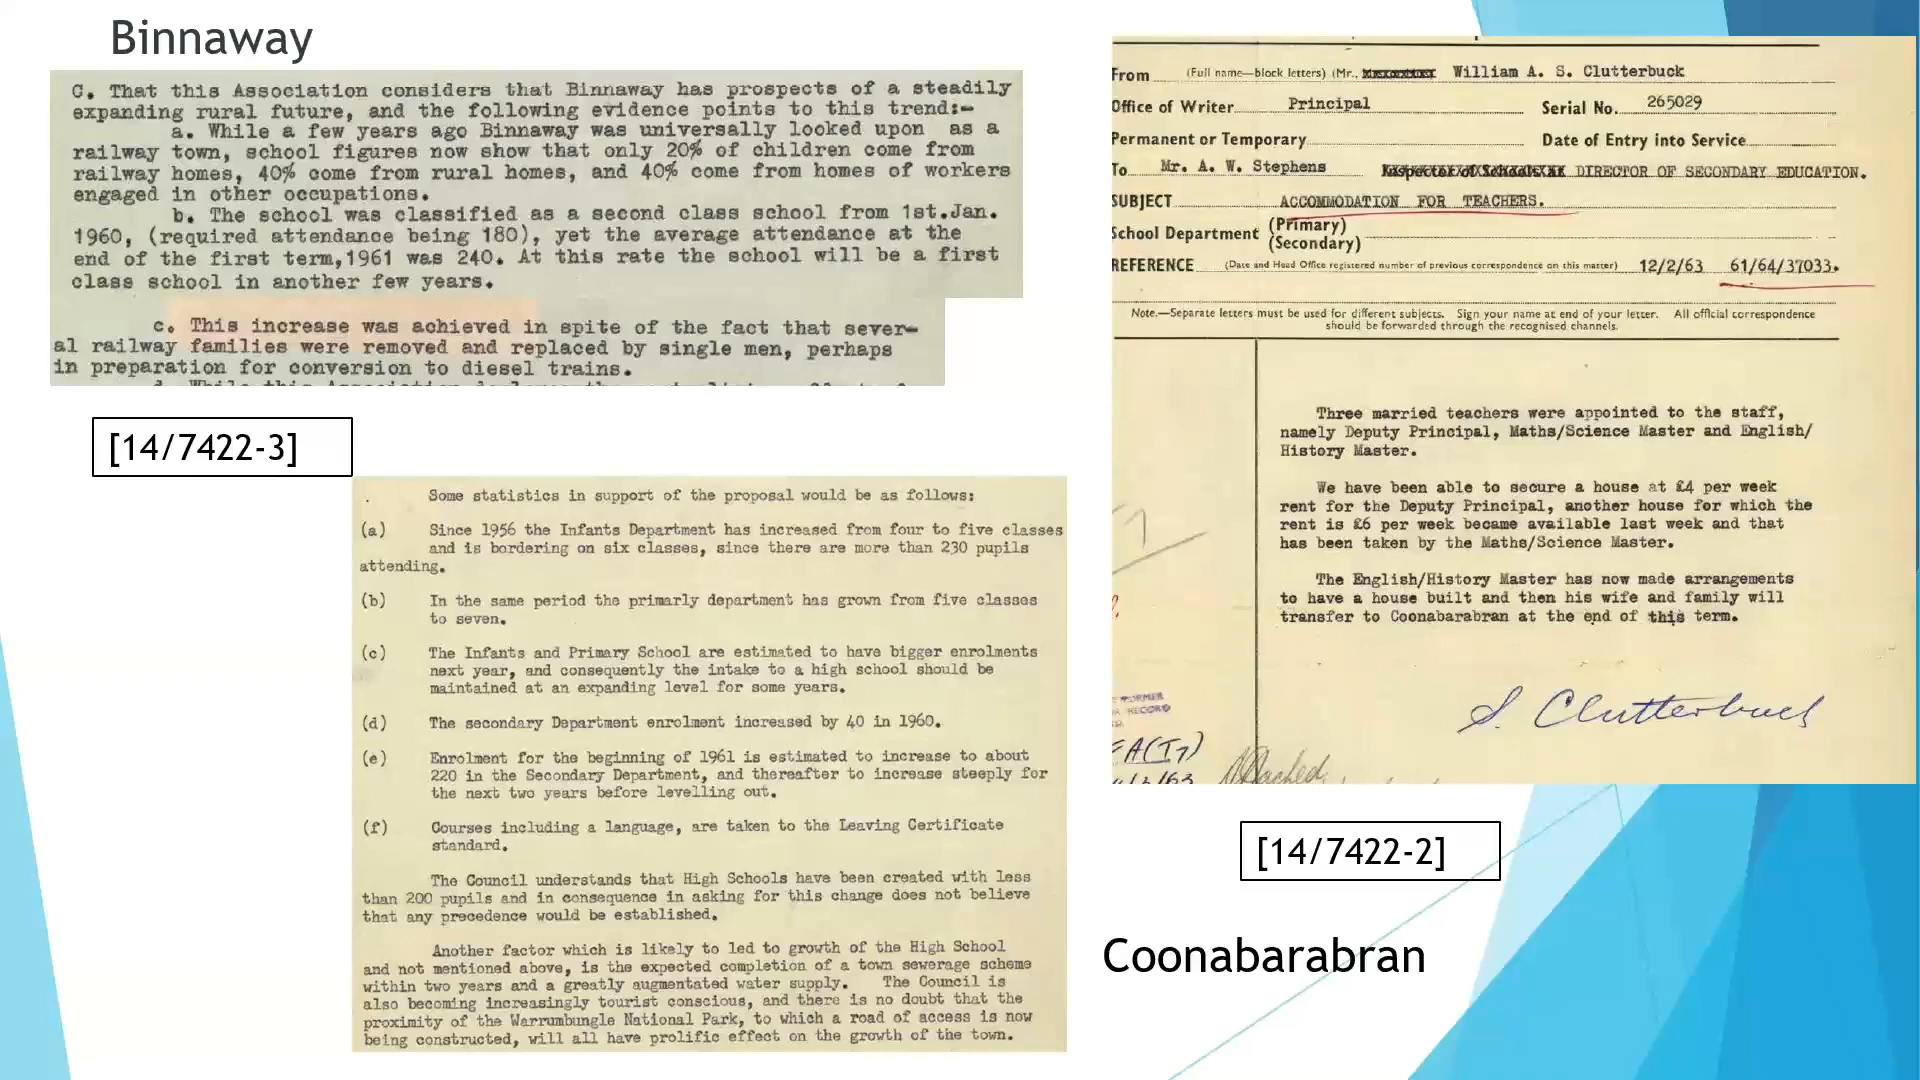 Binnaway
C. That this Association considers that Binnaway has prospects of a steadily
expanding rural future, and the following evidence points to this trend:-
a. While a few years ago Binnaway was universally looked upon as a
railway town, school figures now show that only 20% of children come from
railway homes, 40% come from rural homes, and 40% come from homes of workers
engaged in other occupations.
b. The school was classified as a second class school from 1st.Jan.
1960, (required attendance being 180), yet the average attendance at the
end of the first term,1961 was 240. At this rate the school will be a first
class school in another few years.
c. This increase was achieved in spite of the fact that sever-
al railway families were removed and replaced by single men, perhaps
in preparation for conversion to diesel trains.
[14/7422-3]
Some statistics in support of the proposal would be as follows:
(a) Since 1956 the Infants Department has increased from four to five classes
and is bordering on six classes, since there are more than 230 pupils
attending.
(b) In the same period the primarly department has grown from five classes
to seven.
(c) The Infants and Primary School are estimated to have bigger enrolments
next year, and consequently the intake to a high school should be
maintained at an expanding level for some years.
(d) The secondary Department enrolment increased by 40 in 1960.
(e) Enrolment for the beginning of 1961 is estimated to increase to about
220 in the Secondary Department, and thereafter to increase steeply for
the next two years before levelling out.
(f) Courses including a language, are taken to the Leaving Certificate
standard.
The Council understands that High Schools have been created with less
than 200 pupils and in consequence in asking for this change does not believe
that any precedence would be established.
Another factor which is likely to led to growth of the High School
and not mentioned above, is the expected completion of a town sewerage scheme
within two years and a greatly augmentated water supply. The Council is
also becoming increasingly tourist conscious, and there is no doubt that the
proximity of the Warrumbungle National Park, to which a road of access is now
being constructed, will all have prolific effect on the growth of the town.
From (Full name—block letters) (Mr., William A. S. Clutterbuck
Office of Writer Principal Serial No. 265029
Permanent or Temporary Date of Entry into Service
To Mr. A. W. Stephens Inspector of Schools DIRECTOR OF SECONDARY EDUCATION.
SUBJECT ACCOMMODATION FOR TEACHERS.
School Department (Primary)
(Secondary)
REFERENCE (Date and Head Office registered number of previous correspondence on this matter) 12/2/63 61/64/37033.
Note.—Separate letters must be used for different subjects. Sign your name at end of your letter. All official correspondence
should be forwarded through the recognised channels.
Three married teachers were appointed to the staff,
namely Deputy Principal, Maths/Science Master and English/
History Master.
We have been able to secure a house at £4 per week
rent for the Deputy Principal, another house for which the
rent is £6 per week became available last week and that
has been taken by the Maths/Science Master.
The English/History Master has now made arrangements
to have a house built and then his wife and family will
transfer to Coonabarabran at the end of this term.
S. Clutterbuck
RECORD
[14/7422-2]
Coonabarabran